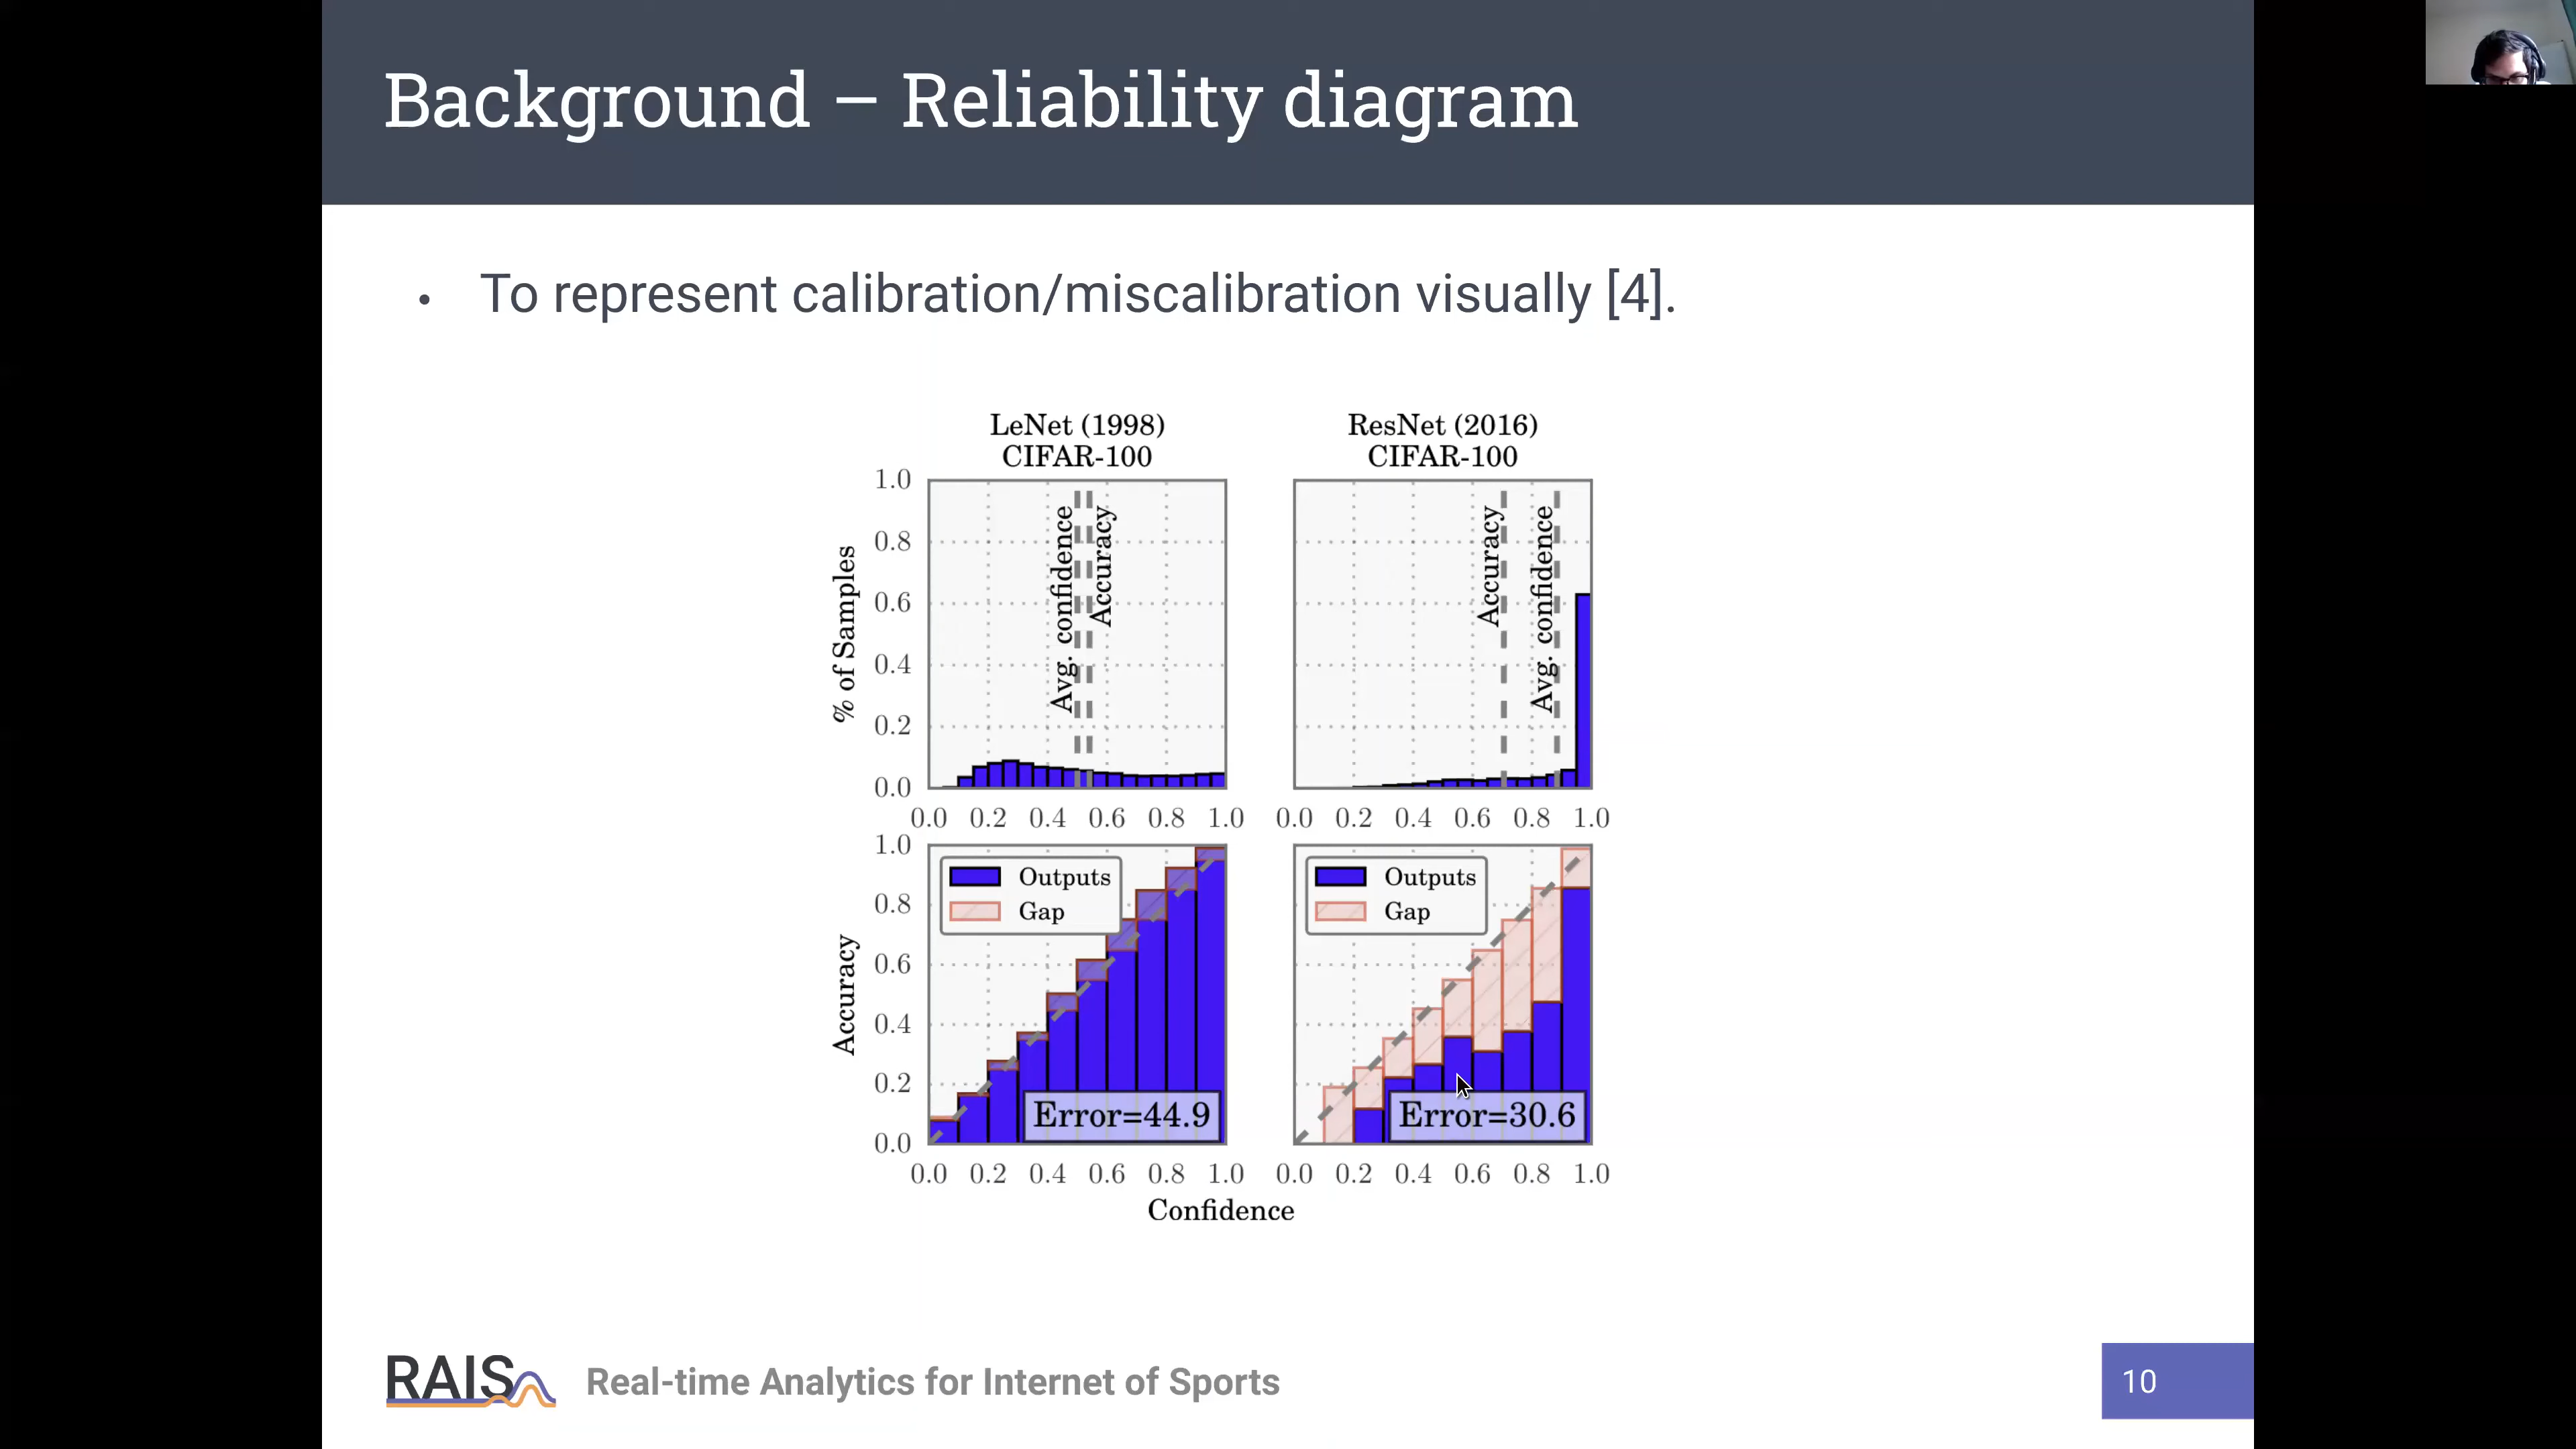 Background – Reliability diagram
• To represent calibration/miscalibration visually [4].
LeNet (1998)
CIFAR-100
ResNet (2016)
CIFAR-100
% of Samples
1.0
0.8
0.6
0.4
0.2
0.0
Avg. confidence
Accuracy
Accuracy
Avg. confidence
0.0 0.2 0.4 0.6 0.8 1.0
0.0 0.2 0.4 0.6 0.8 1.0
Accuracy
1.0
0.8
0.6
0.4
0.2
0.0
Outputs
Gap
Error=44.9
Outputs
Gap
Error=30.6
0.0 0.2 0.4 0.6 0.8 1.0
0.0 0.2 0.4 0.6 0.8 1.0
Confidence
RAIS
Real-time Analytics for Internet of Sports
10